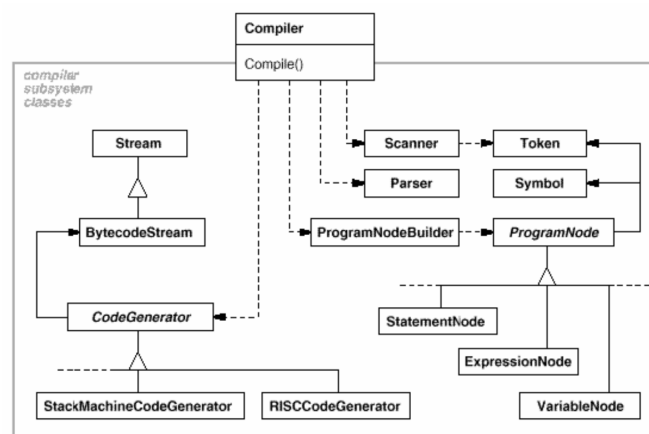 Compiler
Compile()
compiler
subsystem
classes
Stream
Scanner
Token
Parser
Symbol
BytecodeStream
ProgramNodeBuilder
ProgramNode
CodeGenerator
StatementNode
ExpressionNode
StackMachineCodeGenerator
RISCCodeGenerator
VariableNode